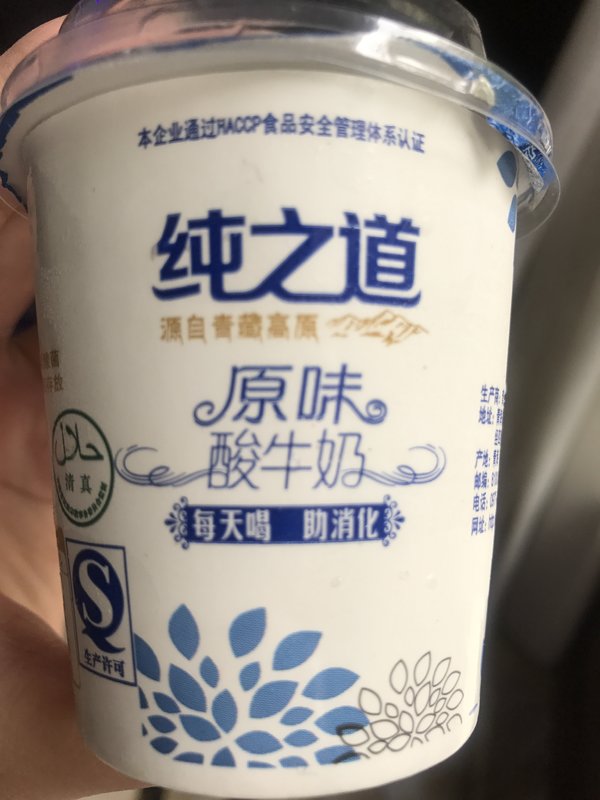 本企业通过HACCP食品安全管理体系认证
纯之道
源自青藏高原
原味
酸牛奶
每天喝 助消化
حلال
清真
生产许可
生产商:
地址:
产地:
邮编:
电话:
网址: